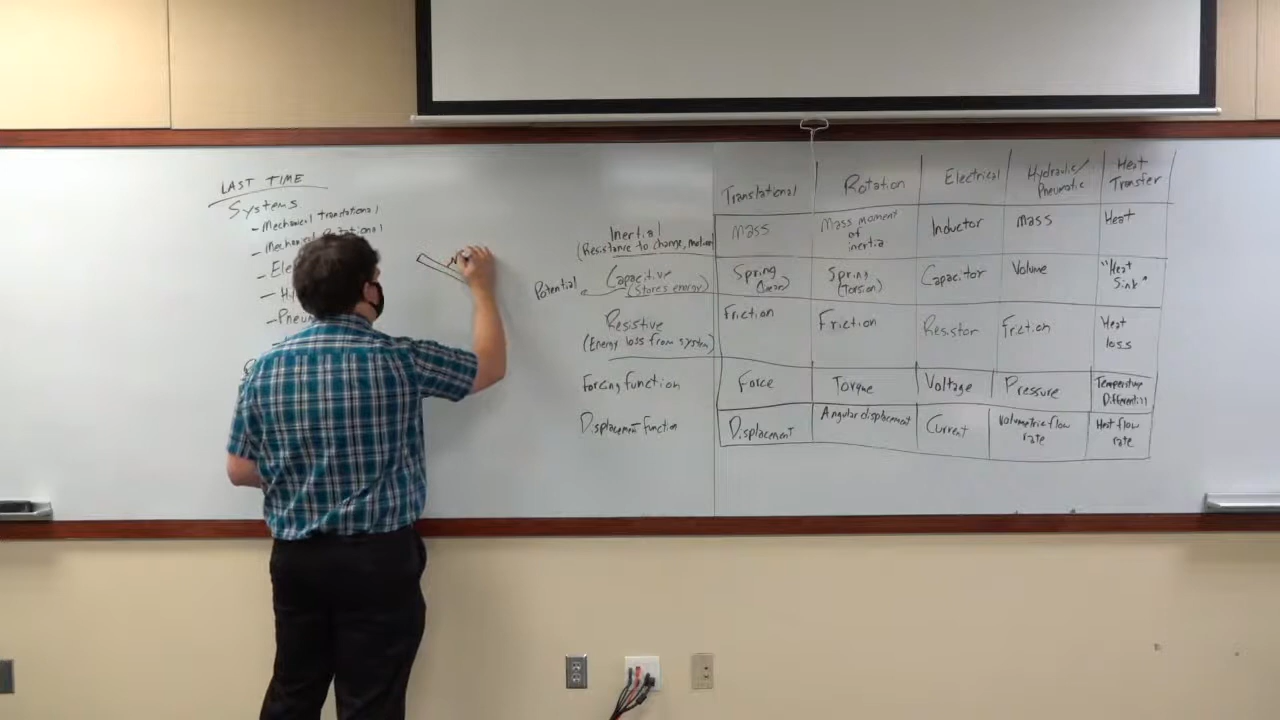 LAST TIME
Systems
- Mechanical Translational
- Mechanical Rotational
Translational
Rotation
Electrical
Hydraulic/
Pneumatic
Heat
Transfer
Inertial
(Resistance to change, motion)
Mass
Mass moment
of
inertia
Inductor
mass
Heat
Potential
Capacitive
(Stores energy)
Spring
(Linear)
Spring
(Torsion)
Capacitor
Volume
"Heat
Sink"
Resistive
(Energy loss from system)
Friction
Friction
Resistor
Friction
Heat
loss
Forcing function
Force
Torque
Voltage
Pressure
Temperature
Differential
Displacement function
Displacement
Angular displacement
Current
Volumetric flow
rate
Heat flow
rate